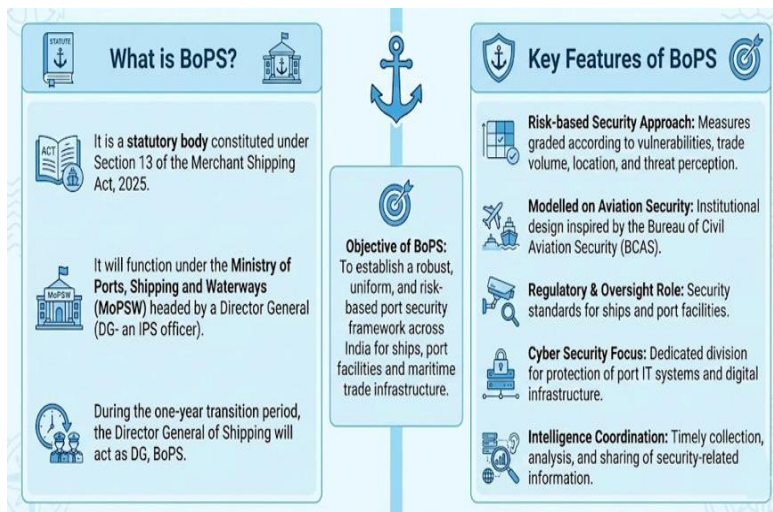 STATUTE
What is BoPS?
ACT
It is a statutory body constituted under
Section 13 of the Merchant Shipping
Act, 2025.
MoPSW
It will function under the Ministry of
Ports, Shipping and Waterways
(MoPSW) headed by a Director General
(DG- an IPS officer).
During the one-year transition period,
the Director General of Shipping will
act as DG, BoPS.
Objective of BoPS:
To establish a robust,
uniform, and risk-
based port security
framework across
India for ships, port
facilities and maritime
trade infrastructure.
Key Features of BoPS
Risk-based Security Approach: Measures
graded according to vulnerabilities, trade
volume, location, and threat perception.
Modelled on Aviation Security: Institutional
design inspired by the Bureau of Civil
Aviation Security (BCAS).
Regulatory & Oversight Role: Security
standards for ships and port facilities.
Cyber Security Focus: Dedicated division
for protection of port IT systems and digital
infrastructure.
Intelligence Coordination: Timely collection,
analysis, and sharing of security-related
information.